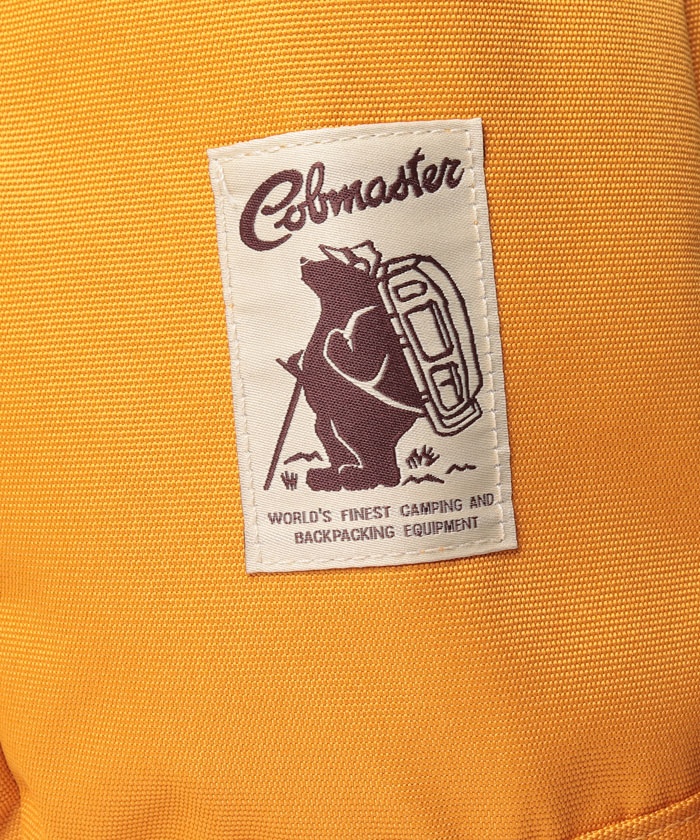 Cobmaster
WORLD'S FINEST CAMPING AND
BACKPACKING EQUIPMENT